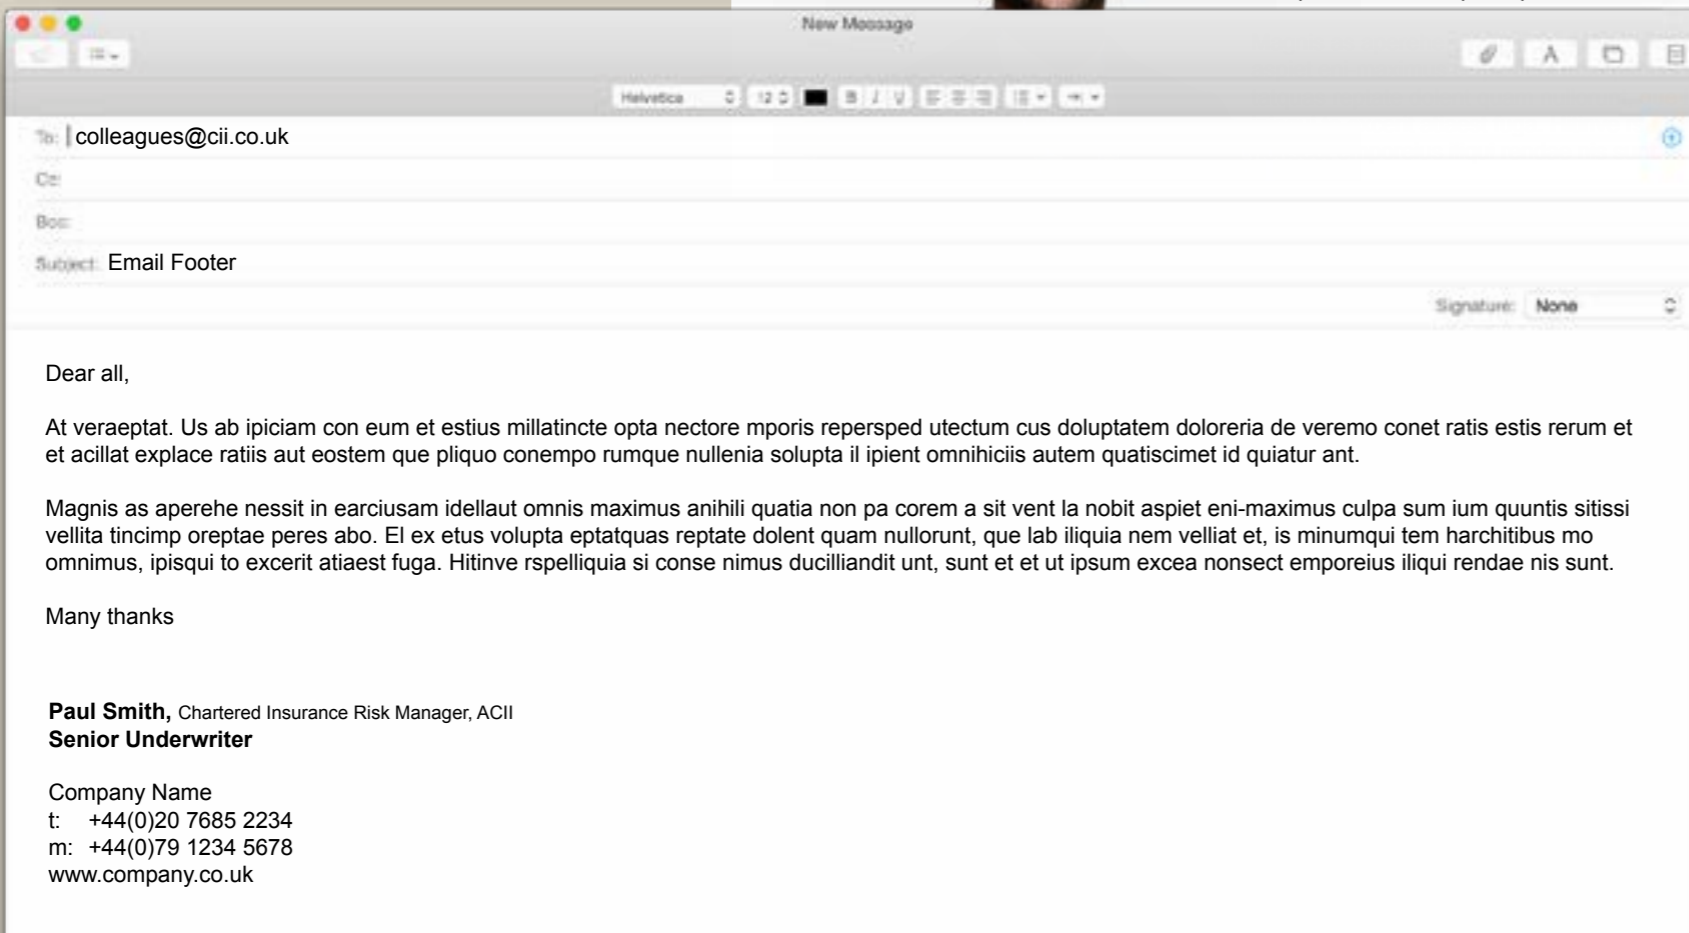 New Message
Helvetica 12 B I U
To: colleagues@cii.co.uk
Cc:
Bcc:
Subject: Email Footer
Signature: None
Dear all,
At veraeptat. Us ab ipiciam con eum et estius millatincte opta nectore mporis repersped utectum cus doluptatem doloreria de veremo conet ratis estis rerum et
et acillat explace ratiis aut eostem que pliquo conempo rumque nullenia solupta il ipient omnihiciis autem quatiscimet id quiatur ant.
Magnis as aperehe nessit in earciusam idellaut omnis maximus anihili quatia non pa corem a sit vent la nobit aspiet eni-maximus culpa sum ium quuntis sitissi
vellita tincimp oreptae peres abo. El ex etus volupta eptatquas reptate dolent quam nullorunt, que lab iliquia nem velliat et, is minumqui tem harchitibus mo
omnimus, ipisqui to excerit atiaest fuga. Hitinve rspelliquia si conse nimus ducilliandit unt, sunt et et ut ipsum excea nonsect emporeius iliqui rendae nis sunt.
Many thanks
Paul Smith, Chartered Insurance Risk Manager, ACII
Senior Underwriter
Company Name
t: +44(0)20 7685 2234
m: +44(0)79 1234 5678
www.company.co.uk